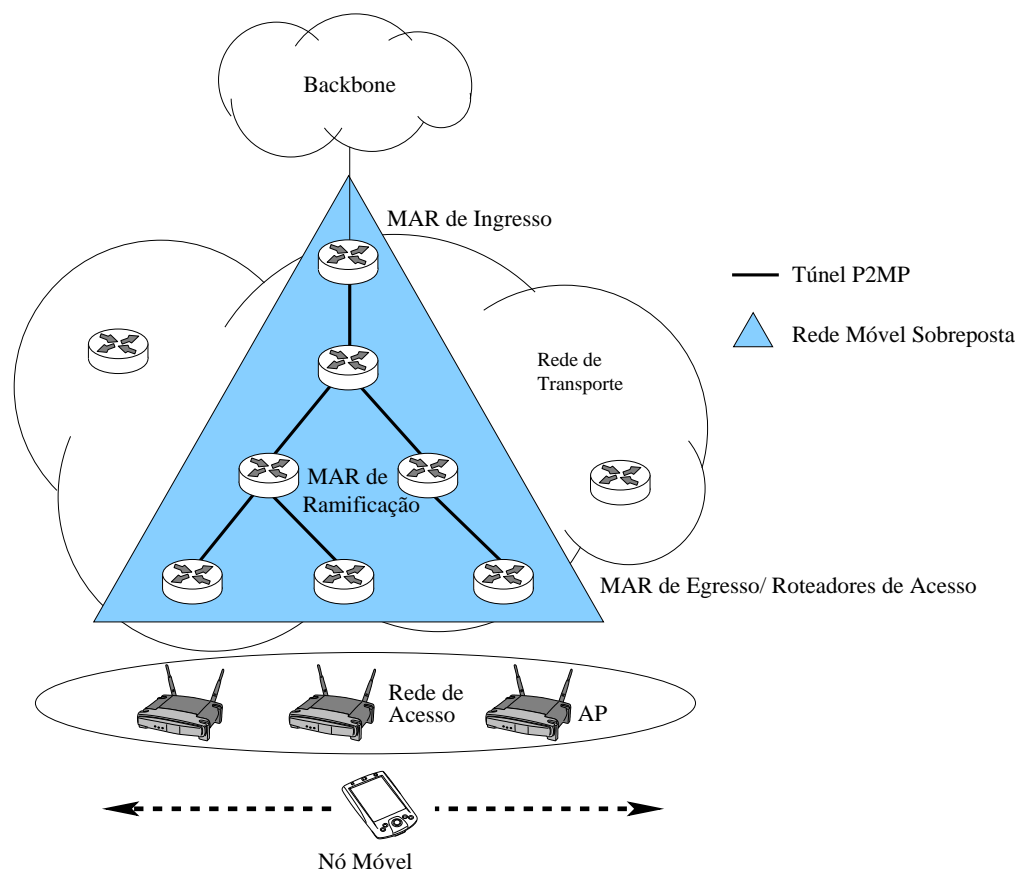 Backbone
MAR de Ingresso
Túnel P2MP
Rede Móvel Sobreposta
Rede de
Transporte
MAR de
Ramificação
MAR de Egresso/ Roteadores de Acesso
Rede de
Acesso
AP
Nó Móvel